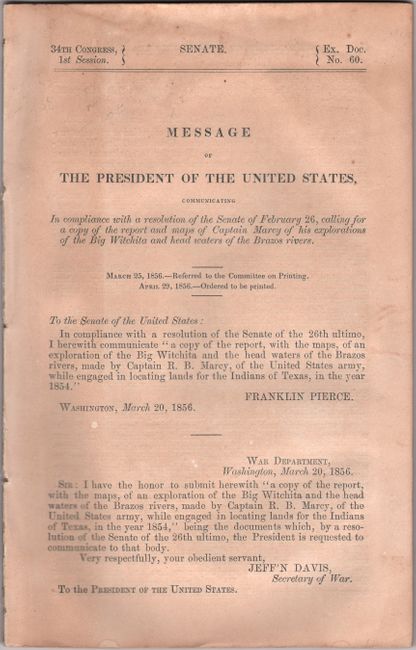 34TH CONGRESS, SENATE. Ex. Doc.
1st Session. No. 60.
MESSAGE
OF
THE PRESIDENT OF THE UNITED STATES,
COMMUNICATING
In compliance with a resolution of the Senate of February 26, calling for
a copy of the report and maps of Captain Marcy of his explorations
of the Big Witchita and head waters of the Brazos rivers.
MARCH 25, 1856.—Referred to the Committee on Printing.
APRIL 29, 1856.—Ordered to be printed.
To the Senate of the United States:
In compliance with a resolution of the Senate of the 26th ultimo,
I herewith communicate "a copy of the report, with the maps, of an
exploration of the Big Witchita and the head waters of the Brazos
rivers, made by Captain R. B. Marcy, of the United States army,
while engaged in locating lands for the Indians of Texas, in the year
1854."
FRANKLIN PIERCE.
WASHINGTON, March 20, 1856.
WAR DEPARTMENT,
Washington, March 20, 1856.
SIR: I have the honor to submit herewith "a copy of the report,
with the maps, of an exploration of the Big Witchita and the head
waters of the Brazos rivers, made by Captain R. B. Marcy, of the
United States army, while engaged in locating lands for the Indians
of Texas, in the year 1854," being the documents which, by a reso-
lution of the Senate of the 26th ultimo, the President is requested to
communicate to that body.
Very respectfully, your obedient servant,
JEFF'N DAVIS,
Secretary of War.
To the PRESIDENT OF THE UNITED STATES.